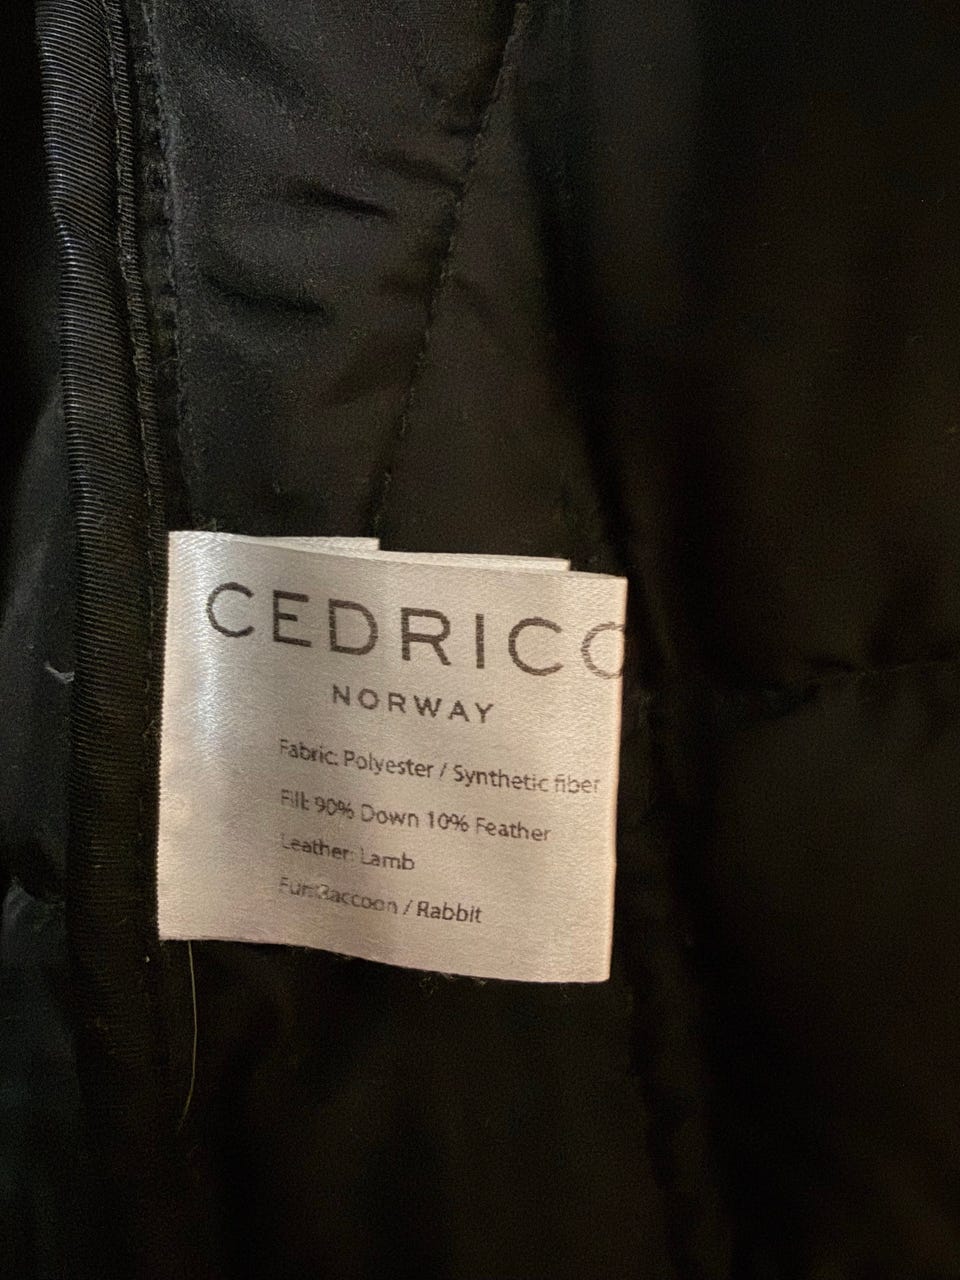 CEDRICO
NORWAY
Fabric: Polyester / Synthetic fiber
Fill: 90% Down 10% Feather
Leather: Lamb
Fur: Raccoon / Rabbit